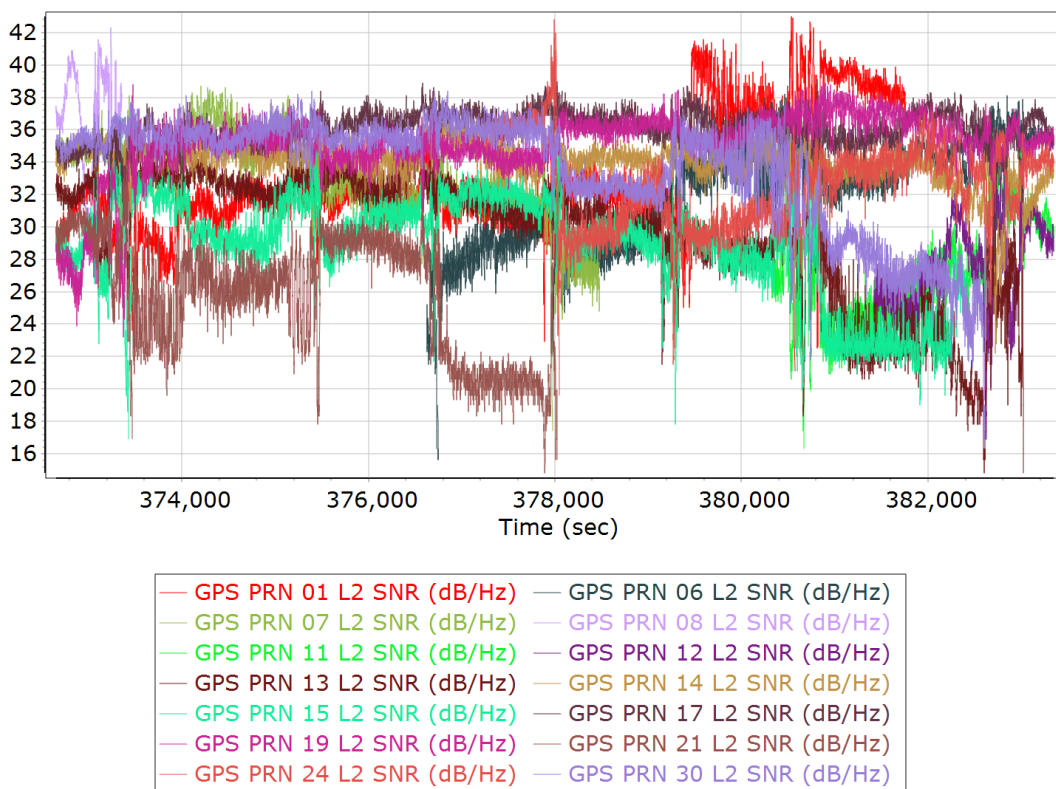 42
40
38
36
34
32
30
28
26
24
22
20
18
16
374,000 376,000 378,000 380,000 382,000
Time (sec)
GPS PRN 01 L2 SNR (dB/Hz) GPS PRN 06 L2 SNR (dB/Hz)
GPS PRN 07 L2 SNR (dB/Hz) GPS PRN 08 L2 SNR (dB/Hz)
GPS PRN 11 L2 SNR (dB/Hz) GPS PRN 12 L2 SNR (dB/Hz)
GPS PRN 13 L2 SNR (dB/Hz) GPS PRN 14 L2 SNR (dB/Hz)
GPS PRN 15 L2 SNR (dB/Hz) GPS PRN 17 L2 SNR (dB/Hz)
GPS PRN 19 L2 SNR (dB/Hz) GPS PRN 21 L2 SNR (dB/Hz)
GPS PRN 24 L2 SNR (dB/Hz) GPS PRN 30 L2 SNR (dB/Hz)